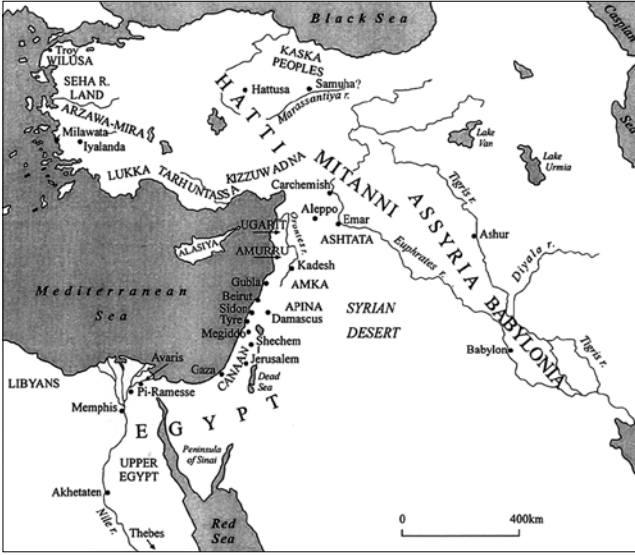 Black Sea
Caspian
Sea
Troy
WILUSA
SEHA R.
LAND
ARZAWA-MIRA
Milawata
Iyalanda
LUKKA
TARHUNTASSA
KIZZUWADNA
KASKA
PEOPLES
Hattusa
Samuha?
Marassantiya r.
HATTI
MITANNI
ASSYRIA
BABYLONIA
Lake
Van
Lake
Urmia
Tigris r.
Ashur
Diyala r.
Carchemish
Aleppo
Emar
ASHTATA
Euphrates r.
UGARIT
Orontes r.
ALASIYA
AMURRU
Kadesh
AMKA
Gubla
Beirut
Sidon
Tyre
Megiddo
APINA
Damascus
SYRIAN
DESERT
Mediterranean
Sea
Shechem
Jerusalem
CANAAN
Dead
Sea
Gaza
Babylon
Tigris r.
LIBYANS
Avaris
Pi-Ramesse
Memphis
EGYPT
Peninsula
of Sinai
UPPER
EGYPT
Akhetaten
Nile r.
Thebes
Red
Sea
0 400km